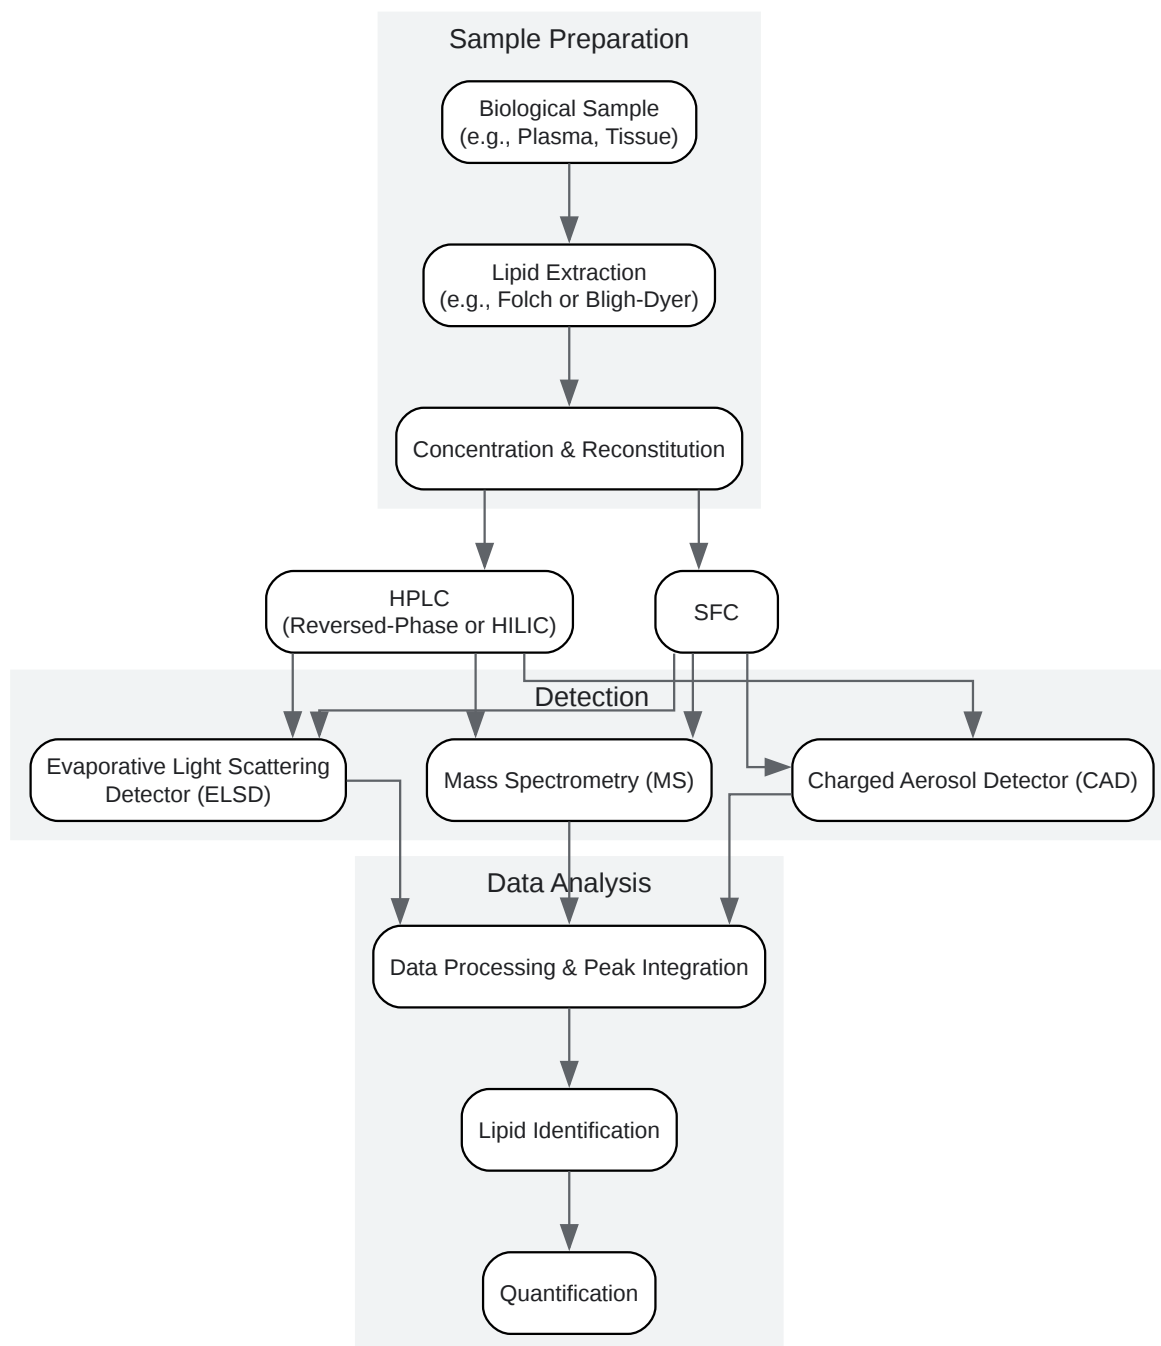 Sample Preparation
Biological Sample
(e.g., Plasma, Tissue)
Lipid Extraction
(e.g., Folch or Bligh-Dyer)
Concentration & Reconstitution
HPLC
(Reversed-Phase or HILIC)
SFC
Detection
Evaporative Light Scattering
Detector (ELSD)
Mass Spectrometry (MS)
Charged Aerosol Detector (CAD)
Data Analysis
Data Processing & Peak Integration
Lipid Identification
Quantification